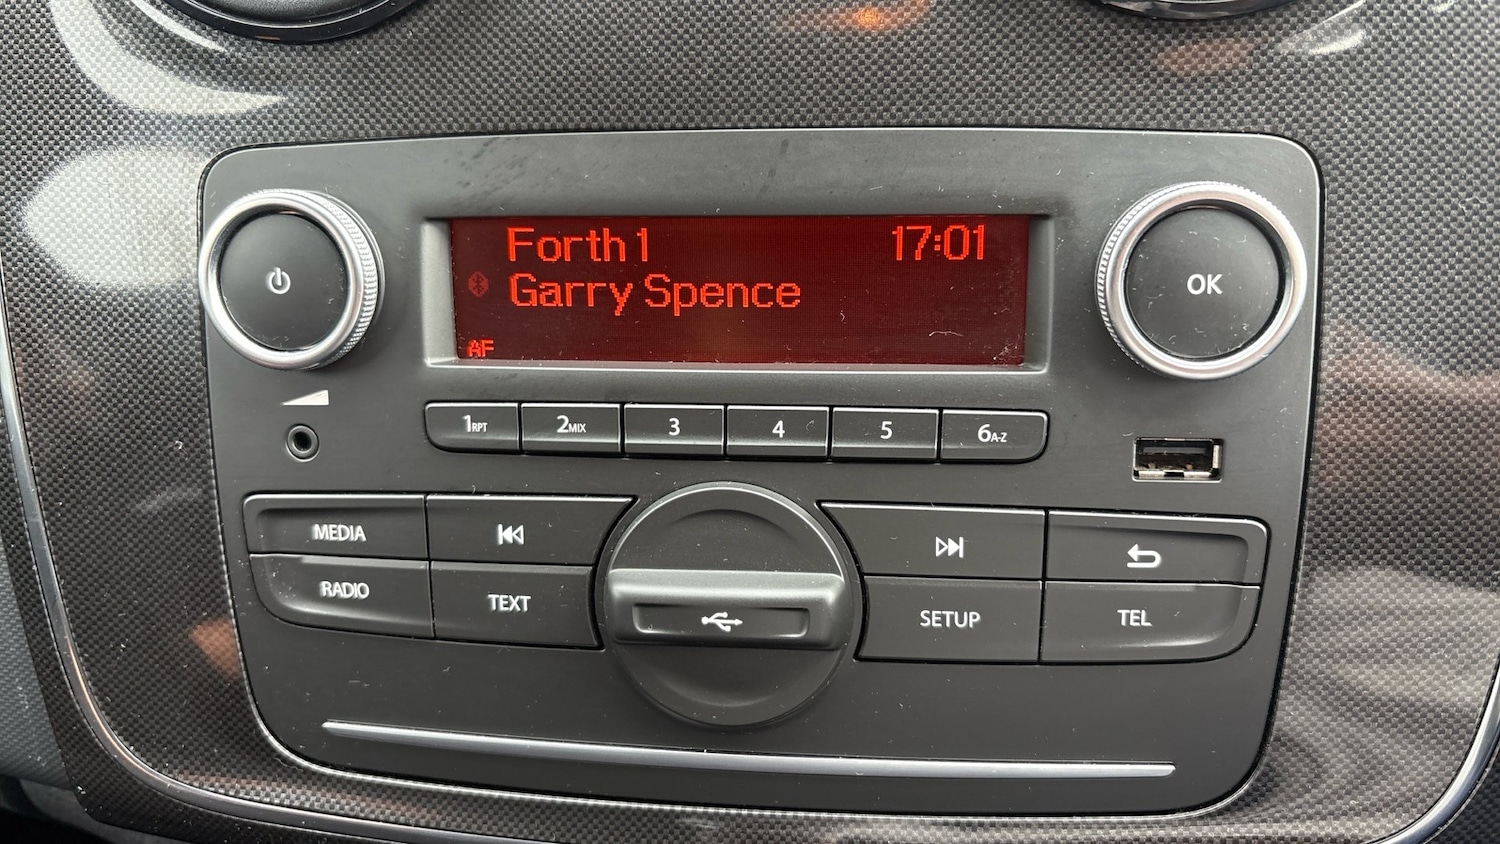 Forth 1 17:01
Garry Spence
AF
OK
1RPT 2MIX 3 4 5 6A-Z
MEDIA
RADIO TEXT SETUP TEL